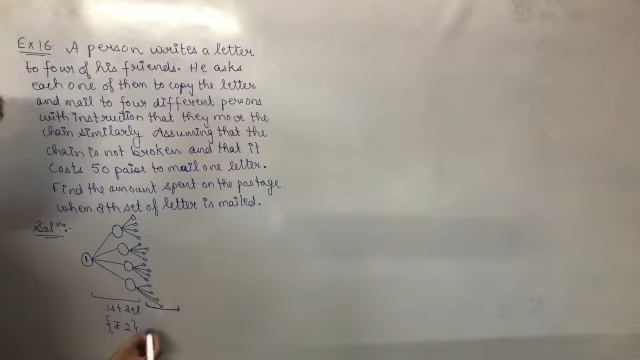 Ex 16. A person writes a letter
to four of his friends. He asks
each one of them to copy the letter
and mail to four different persons
with instruction that they move the
chain similarly. Assuming that the
chain is not broken and that it
costs 50 paise to mail one letter.
Find the amount spent on the postage
when 8th set of letter is mailed.
Solⁿ:
1st set
{₹ 2}